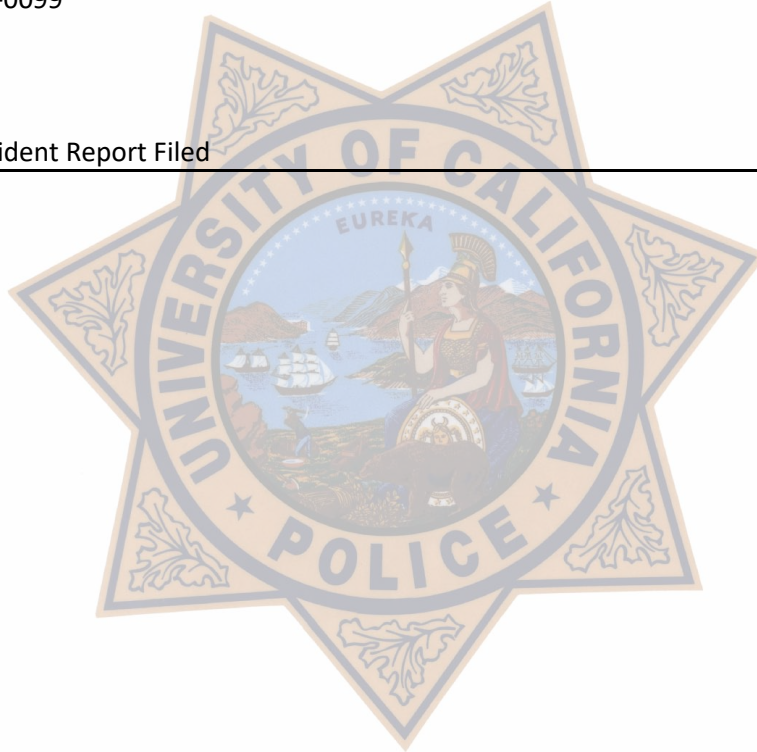 -0099
ident Report Filed
EUREKA
UNIVERSITY OF CALIFORNIA
POLICE